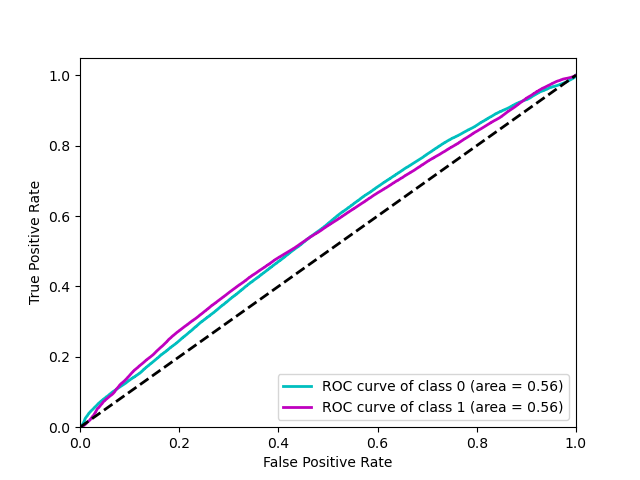 1.0
0.8
0.6
0.4
0.2
0.0
True Positive Rate
ROC curve of class 0 (area = 0.56)
ROC curve of class 1 (area = 0.56)
0.0 0.2 0.4 0.6 0.8 1.0
False Positive Rate